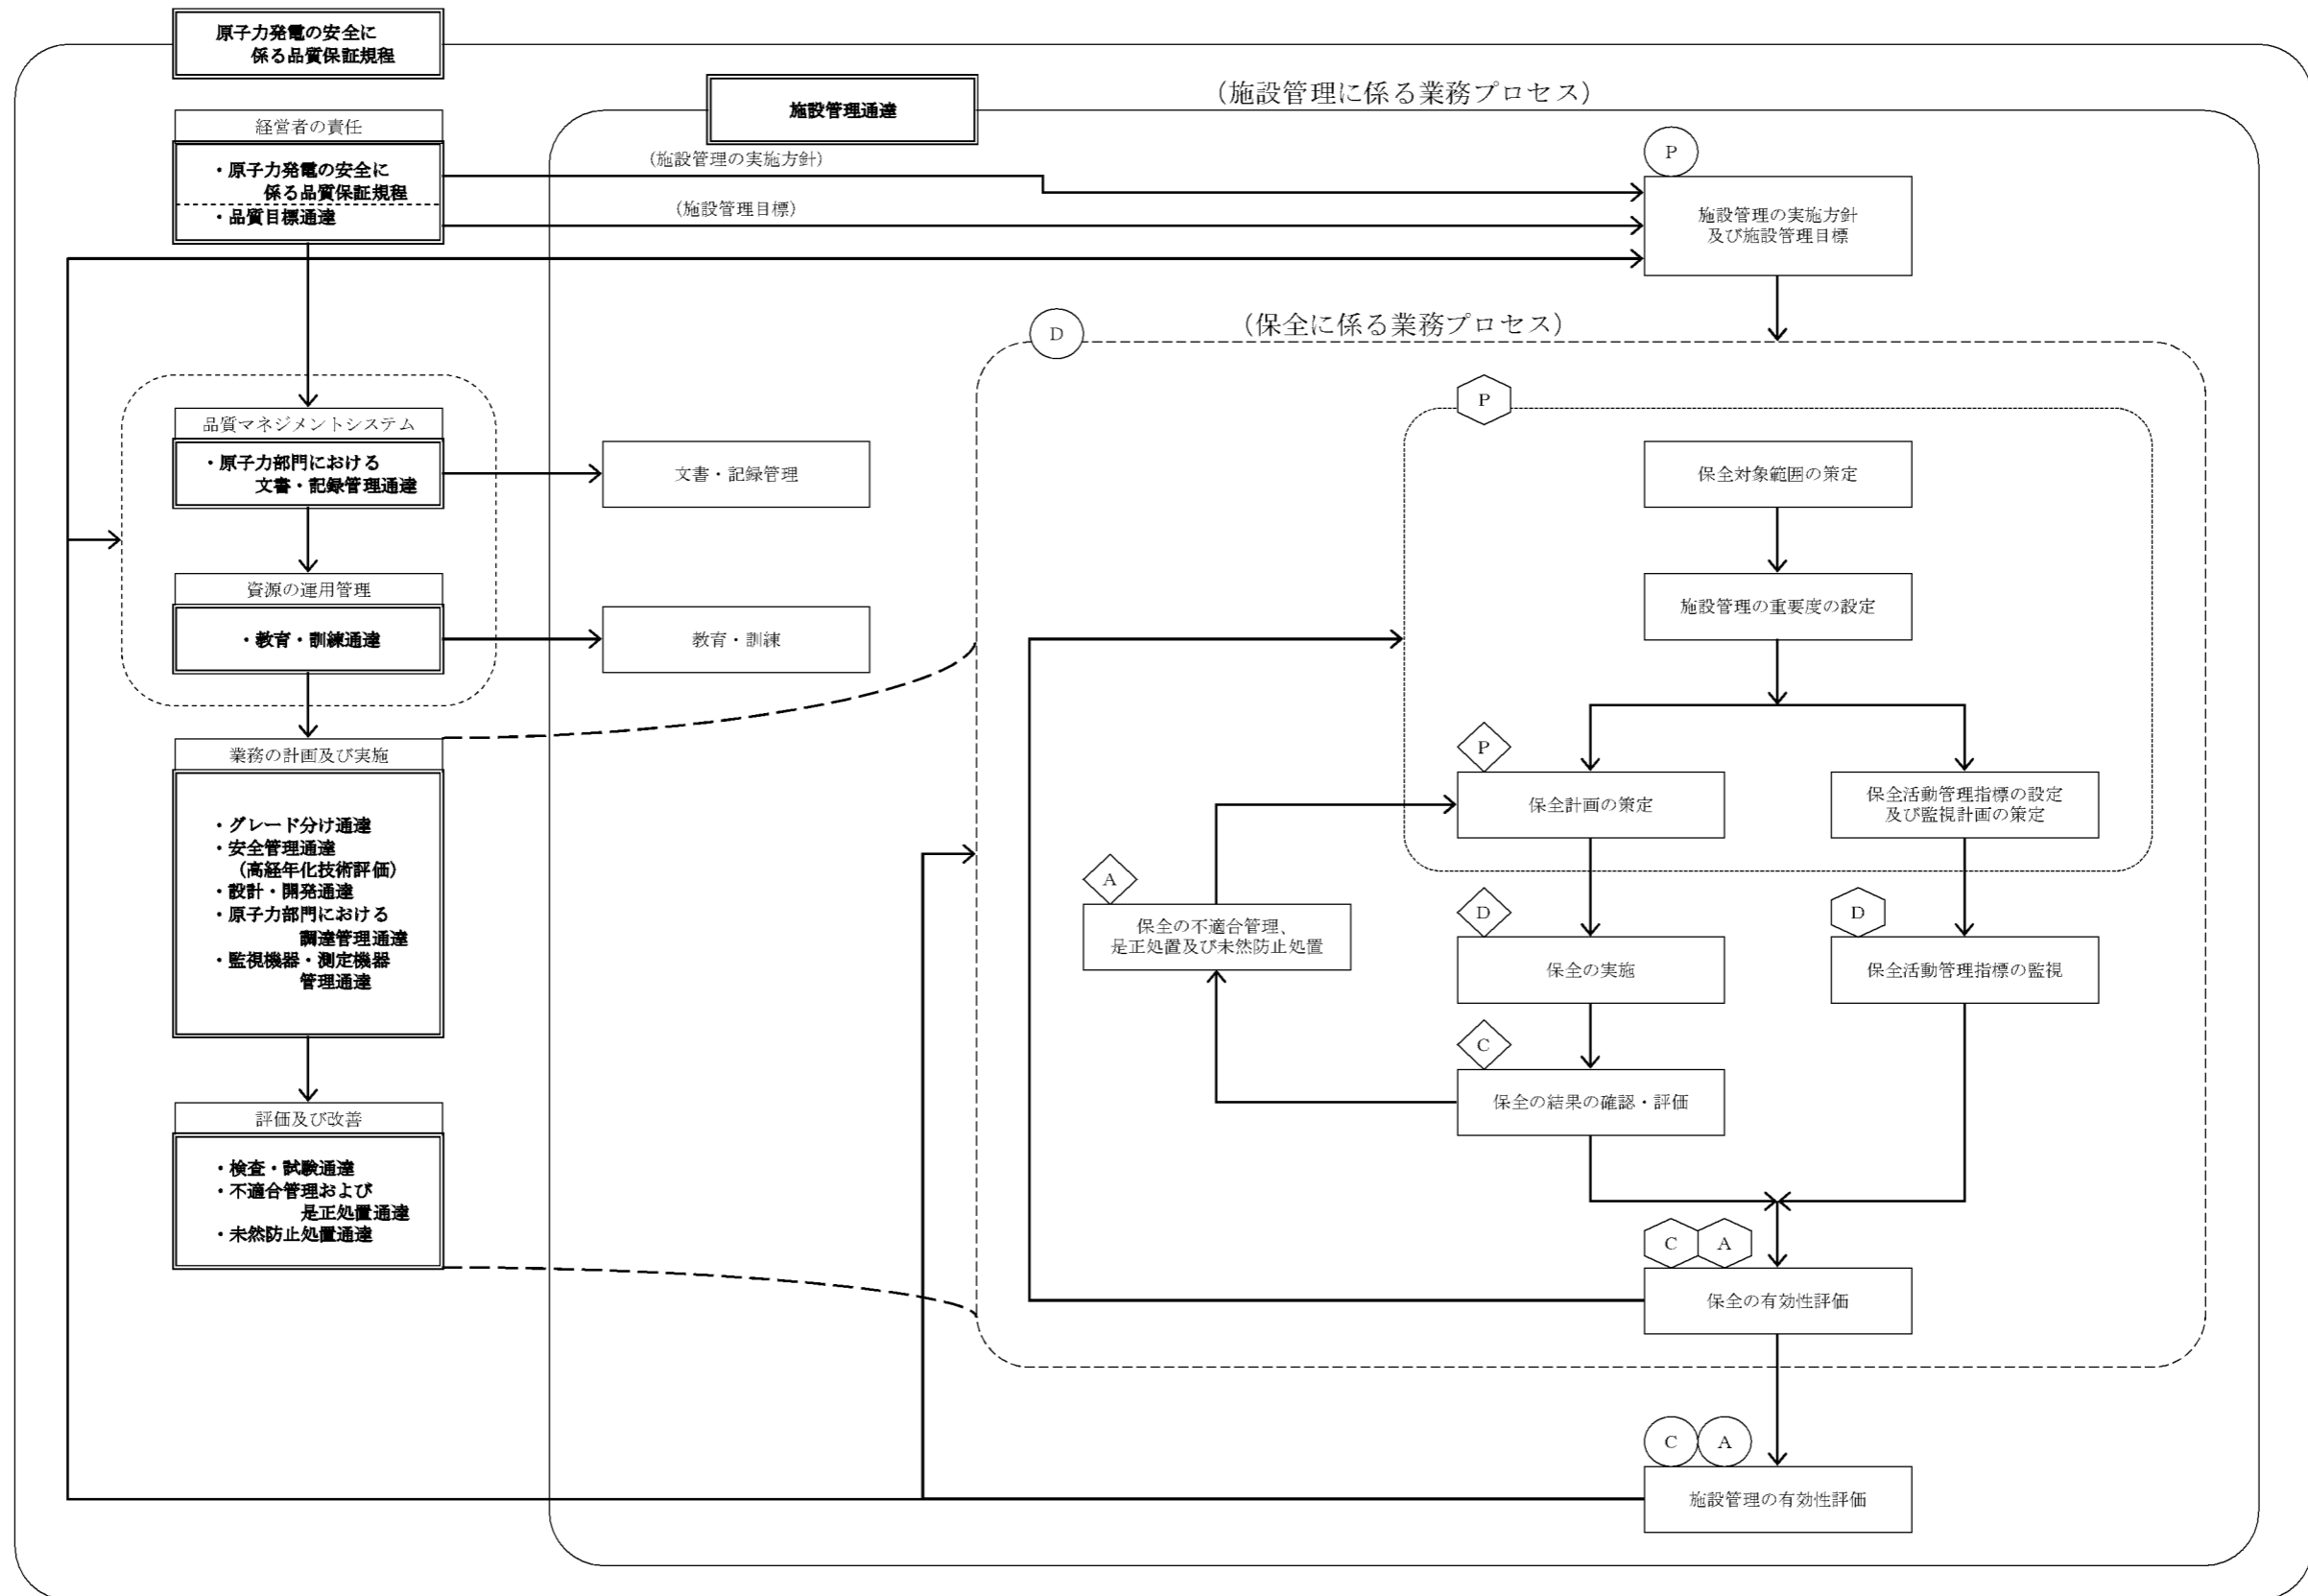 原子力発電の安全に
係る品質保証規程
施設管理通達
（施設管理に係る業務プロセス）
経営者の責任
・原子力発電の安全に
係る品質保証規程
・品質目標通達
（施設管理の実施方針）
（施設管理目標）
P
施設管理の実施方針
及び施設管理目標
D
（保全に係る業務プロセス）
品質マネジメントシステム
・原子力部門における
文書・記録管理通達
文書・記録管理
資源の運用管理
・教育・訓練通達
教育・訓練
業務の計画及び実施
・グレード分け通達
・安全管理通達
（高経年化技術評価）
・設計・開発通達
・原子力部門における
調達管理通達
・監視機器・測定機器
管理通達
評価及び改善
・検査・試験通達
・不適合管理および
是正処置通達
・未然防止処置通達
P
保全対象範囲の策定
施設管理の重要度の設定
P
保全計画の策定
保全活動管理指標の設定
及び監視計画の策定
A
保全の不適合管理、
是正処置及び未然防止処置
D
保全の実施
D
保全活動管理指標の監視
C
保全の結果の確認・評価
C
A
保全の有効性評価
C
A
施設管理の有効性評価